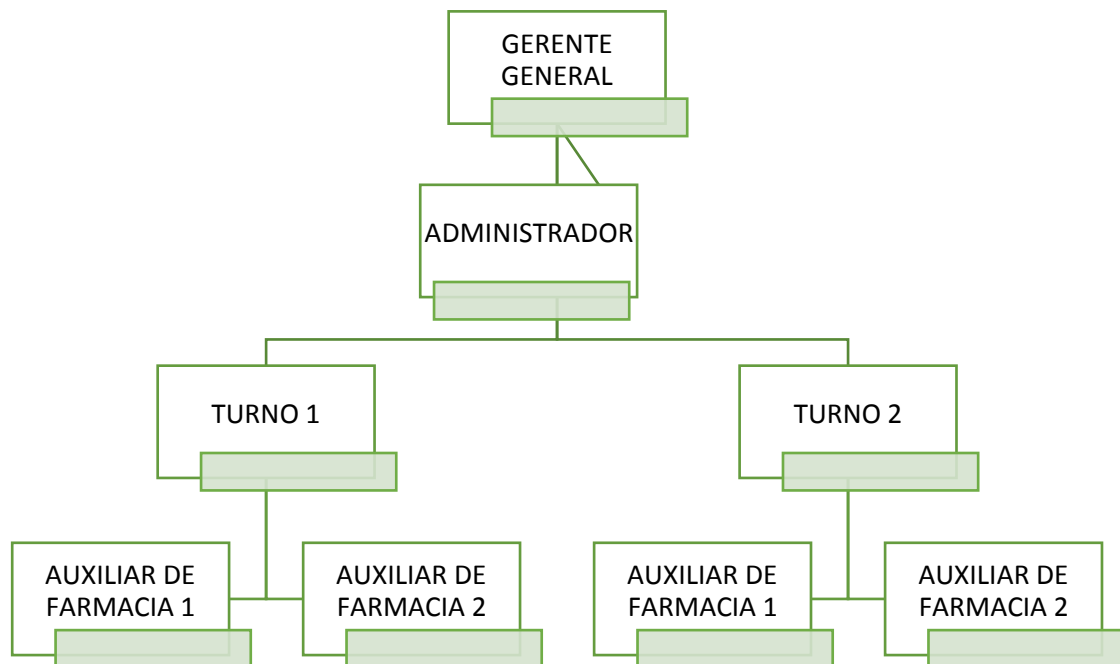 GERENTE
GENERAL
ADMINISTRADOR
TURNO 1
TURNO 2
AUXILIAR DE
FARMACIA 1
AUXILIAR DE
FARMACIA 2
AUXILIAR DE
FARMACIA 1
AUXILIAR DE
FARMACIA 2